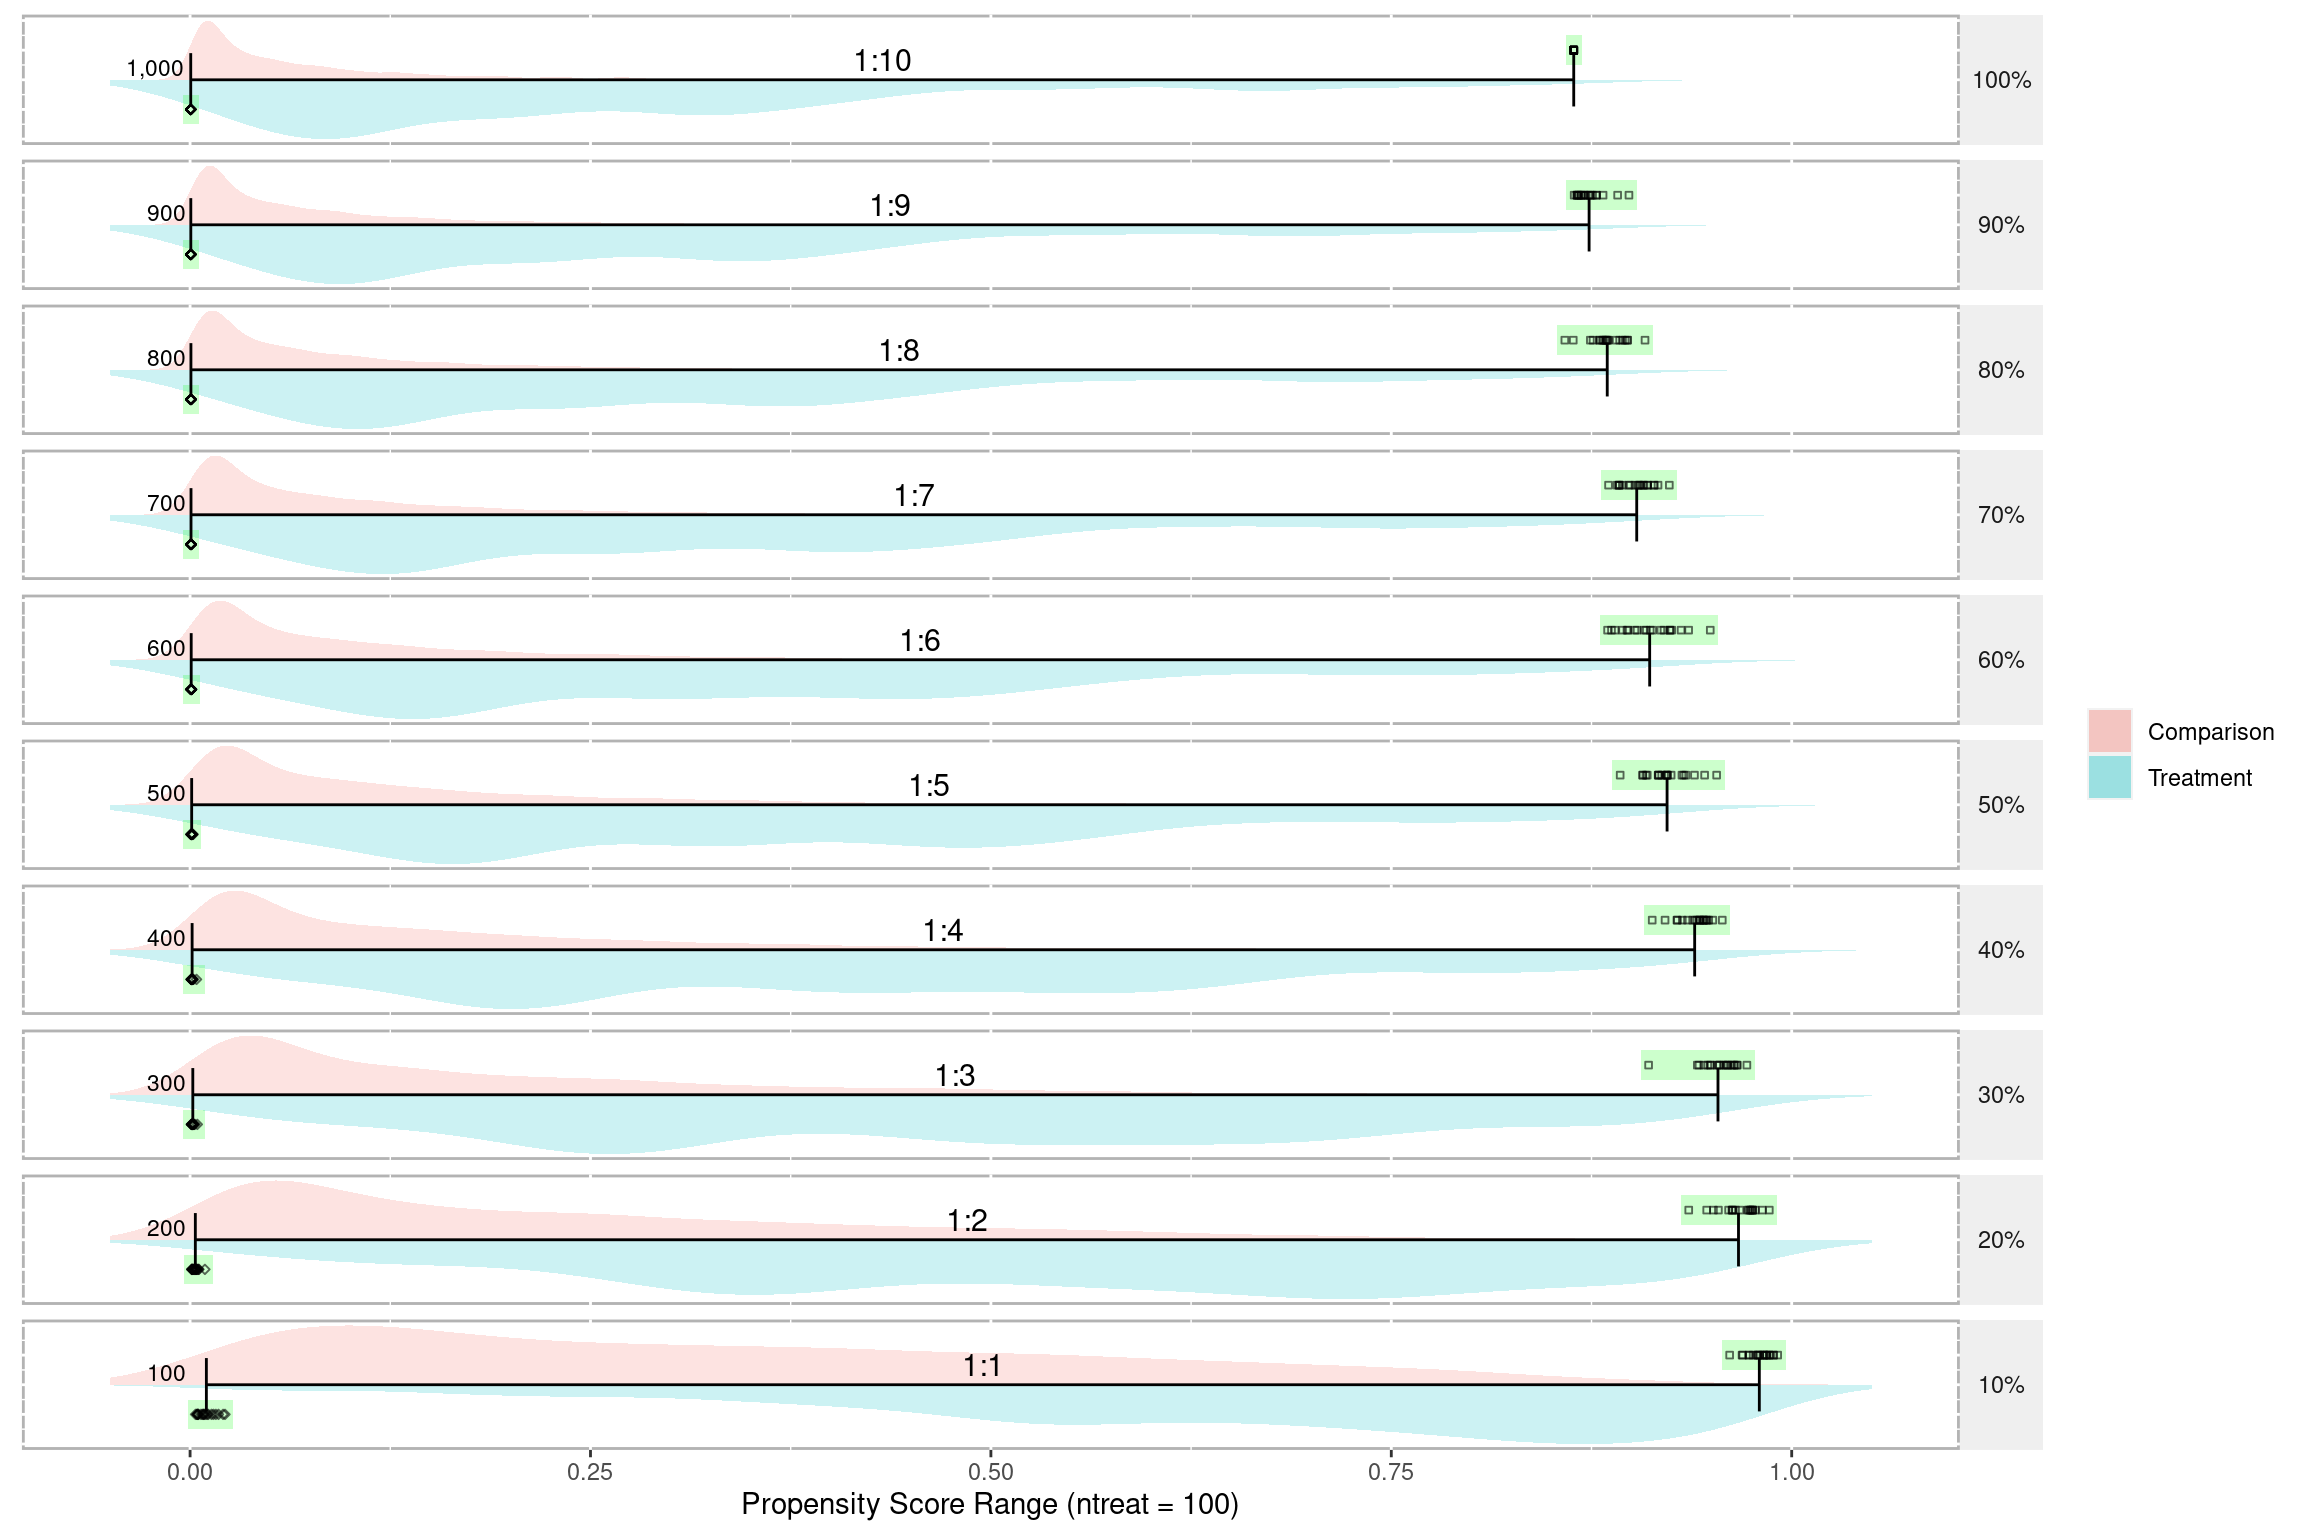 1,000 1:10 100%
900 1:9 90%
800 1:8 80%
700 1:7 70%
600 1:6 60%
500 1:5 50%
400 1:4 40%
300 1:3 30%
200 1:2 20%
100 1:1 10%
0.00 0.25 0.50 0.75 1.00
Propensity Score Range (ntreat = 100)
Comparison
Treatment